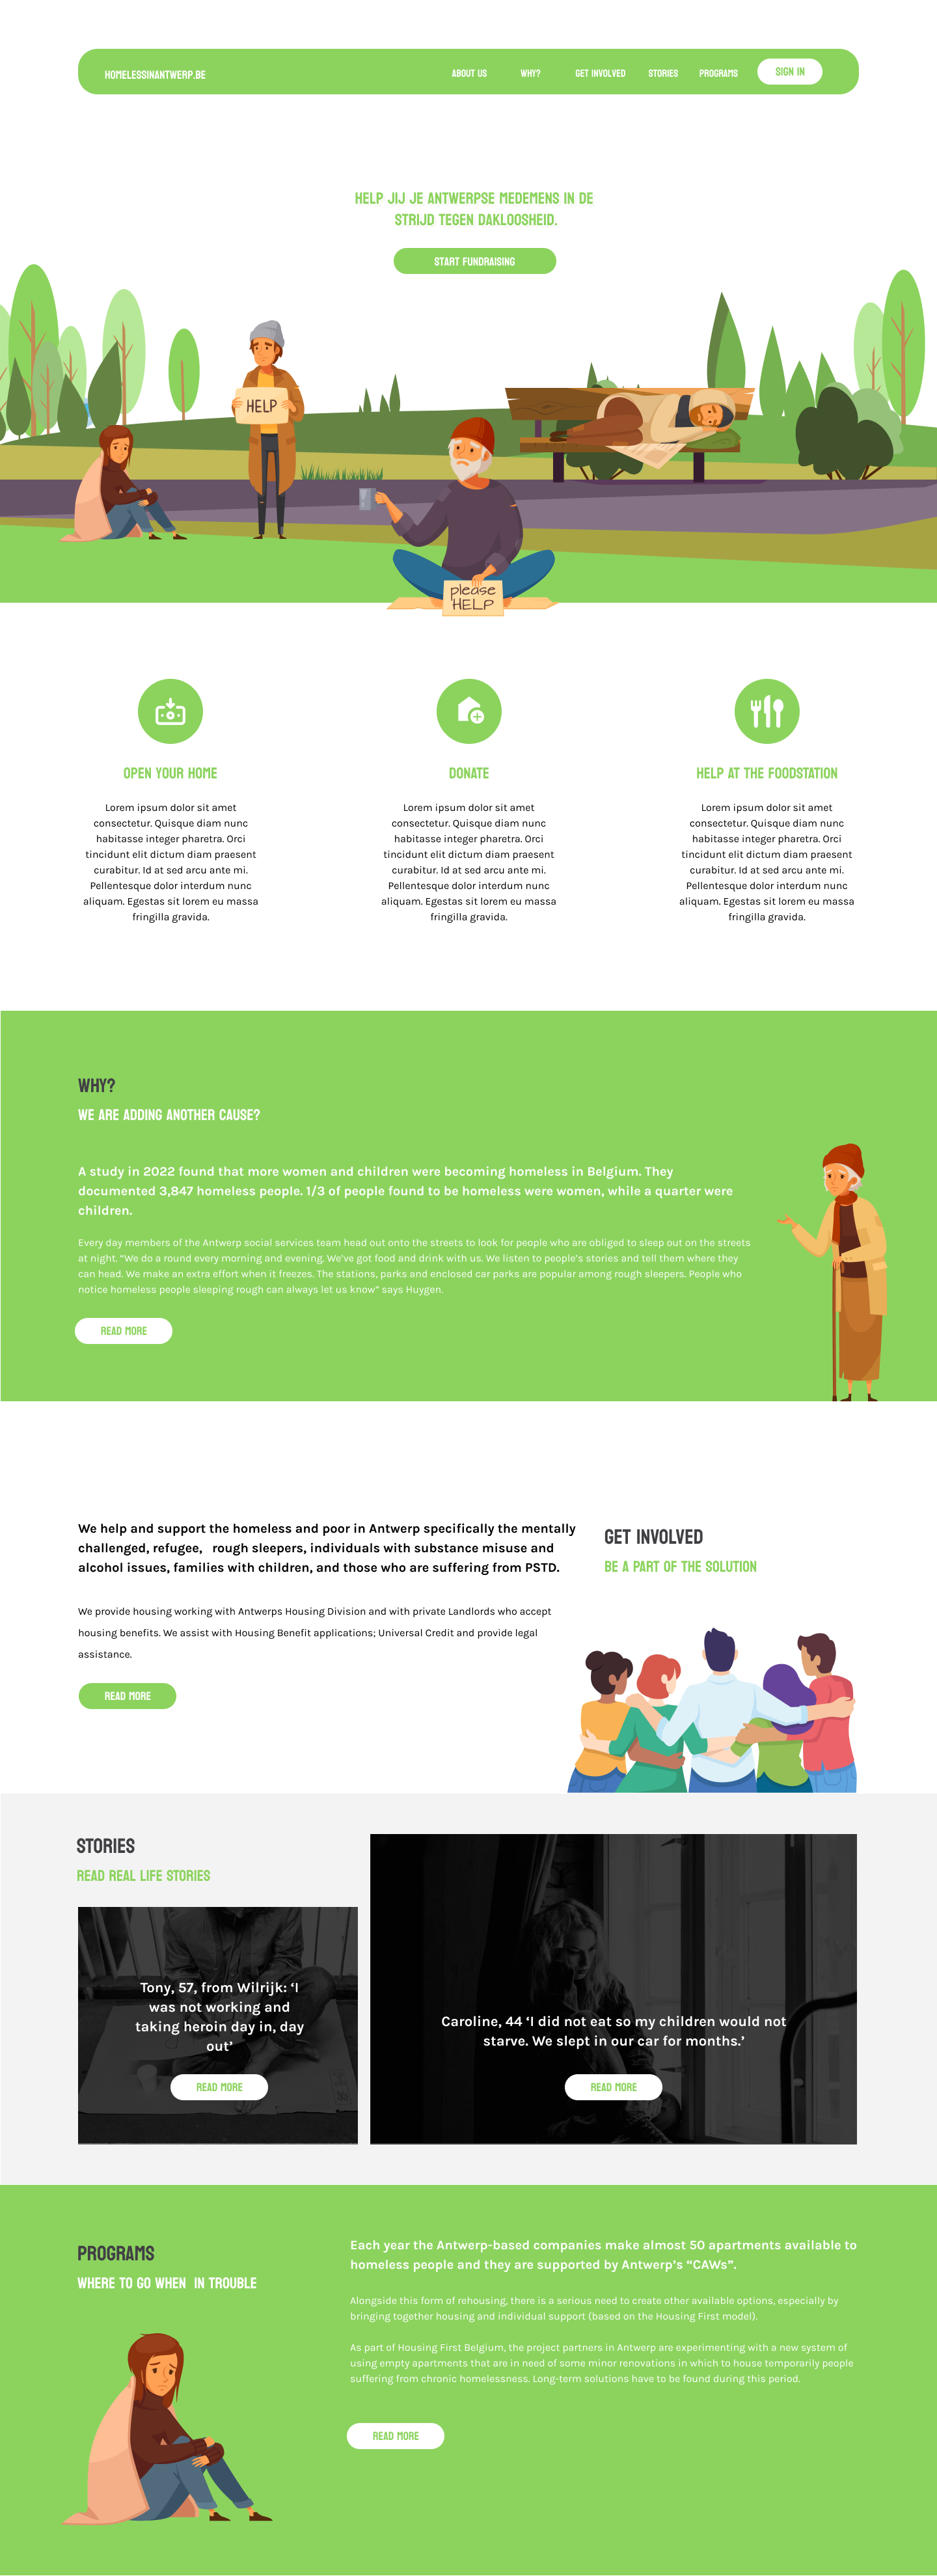 HOMELESSINANTWERP.BE
ABOUT US
WHY?
GET INVOLVED
STORIES
PROGRAMS
SIGN IN
HELP JIJ JE ANTWERPSE MEDEMENS IN DE
STRIJD TEGEN DAKLOOSHEID.
START FUNDRAISING
HELP
please
HELP
OPEN YOUR HOME
Lorem ipsum dolor sit amet
consectetur. Quisque diam nunc
habitasse integer pharetra. Orci
tincidunt elit dictum diam praesent
curabitur. Id at sed arcu ante mi.
Pellentesque dolor interdum nunc
aliquam. Egestas sit lorem eu massa
fringilla gravida.
DONATE
Lorem ipsum dolor sit amet
consectetur. Quisque diam nunc
habitasse integer pharetra. Orci
tincidunt elit dictum diam praesent
curabitur. Id at sed arcu ante mi.
Pellentesque dolor interdum nunc
aliquam. Egestas sit lorem eu massa
fringilla gravida.
HELP AT THE FOODSTATION
Lorem ipsum dolor sit amet
consectetur. Quisque diam nunc
habitasse integer pharetra. Orci
tincidunt elit dictum diam praesent
curabitur. Id at sed arcu ante mi.
Pellentesque dolor interdum nunc
aliquam. Egestas sit lorem eu massa
fringilla gravida.
WHY?
WE ARE ADDING ANOTHER CAUSE?
A study in 2022 found that more women and children were becoming homeless in Belgium. They
documented 3,847 homeless people. 1/3 of people found to be homeless were women, while a quarter were
children.
Every day members of the Antwerp social services team head out onto the streets to look for people who are obliged to sleep out on the streets
at night. “We do a round every morning and evening. We’ve got food and drink with us. We listen to people’s stories and tell them where they
can head. We make an extra effort when it freezes. The stations, parks and enclosed car parks are popular among rough sleepers. People who
notice homeless people sleeping rough can always let us know” says Huygen.
READ MORE
We help and support the homeless and poor in Antwerp specifically the mentally
challenged, refugee,  rough sleepers, individuals with substance misuse and
alcohol issues, families with children, and those who are suffering from PSTD.
We provide housing working with Antwerps Housing Division and with private Landlords who accept
housing benefits. We assist with Housing Benefit applications; Universal Credit and provide legal
assistance.
READ MORE
GET INVOLVED
BE A PART OF THE SOLUTION
STORIES
READ REAL LIFE STORIES
Tony, 57, from Wilrijk: ‘I
was not working and
taking heroin day in, day
out’
READ MORE
Caroline, 44 ‘I did not eat so my children would not
starve. We slept in our car for months.’
READ MORE
PROGRAMS
WHERE TO GO WHEN  IN TROUBLE
Each year the Antwerp-based companies make almost 50 apartments available to
homeless people and they are supported by Antwerp’s “CAWs”.
Alongside this form of rehousing, there is a serious need to create other available options, especially by
bringing together housing and individual support (based on the Housing First model).
As part of Housing First Belgium, the project partners in Antwerp are experimenting with a new system of
using empty apartments that are in need of some minor renovations in which to house temporarily people
suffering from chronic homelessness. Long-term solutions have to be found during this period.
READ MORE